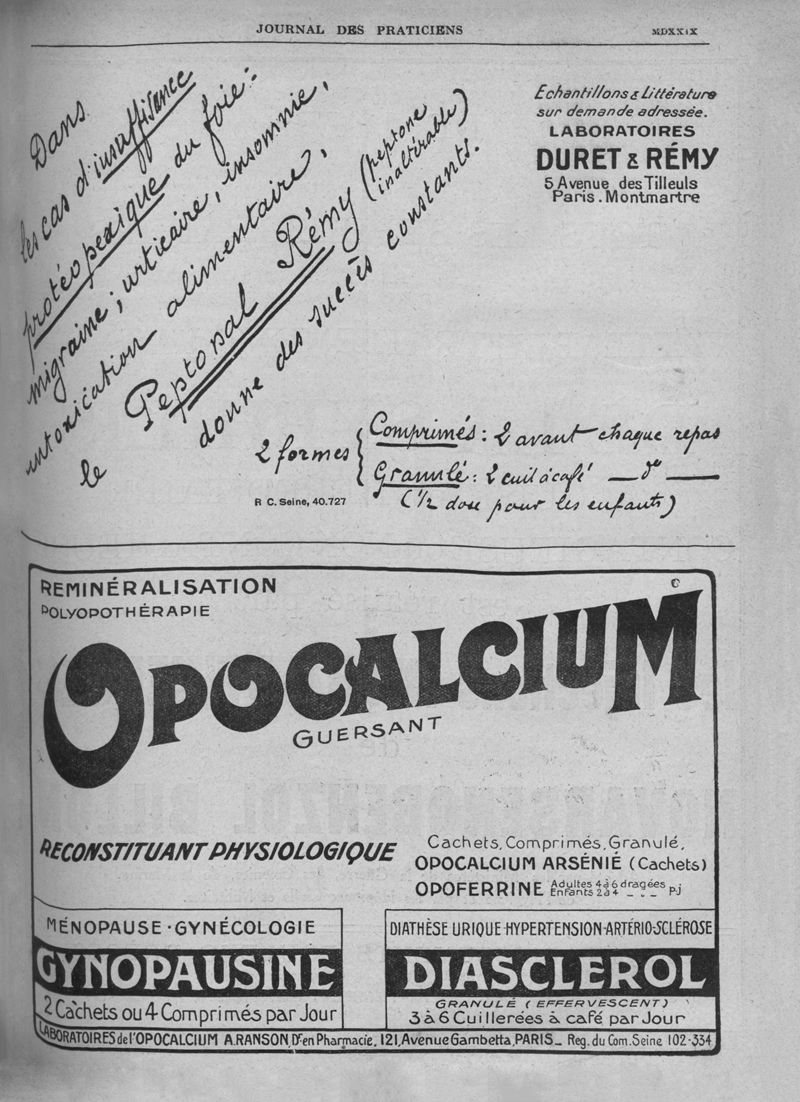 JOURNAL DES PRATICIENS
MDXXIX
Dans
les cas d'insuffisance
protéopexique du foie :
migraine ; urticaire, insomnie,
intoxication alimentaire,
le Peptonal Rémy (peptone
inaltérable)
donne des succès constants.
Echantillons & Littérature
sur demande adressée.
LABORATOIRES
DURET & RÉMY
5 Avenue des Tilleuls
Paris. Montmartre
2 formes
Comprimés : 2 avant chaque repas
Granulé : 2 cuil à café — dº —
(½ dose pour les enfants)
R C. Seine, 40.727
REMINÉRALISATION
POLYOPOTHÉRAPIE
OPOCALCIUM
GUERSANT
RECONSTITUANT PHYSIOLOGIQUE
Cachets, Comprimés, Granulé,
OPOCALCIUM ARSÉNIÉ (Cachets)
OPOFERRINE Adultes 4 à 6 dragées
Enfants 2 à 4 _ _ _ p.j
MÉNOPAUSE · GYNÉCOLOGIE
GYNOPAUSINE
2 Cachets ou 4 Comprimés par Jour
DIATHÈSE URIQUE-HYPERTENSION-ARTÉRIO-SCLÉROSE
DIASCLEROL
GRANULÉ (EFFERVESCENT)
3 à 6 Cuillerées à café par Jour
LABORATOIRES de l'OPOCALCIUM A.RANSON, Dr en Pharmacie, 121, Avenue Gambetta, PARIS_ Reg. du Com. Seine 102-334